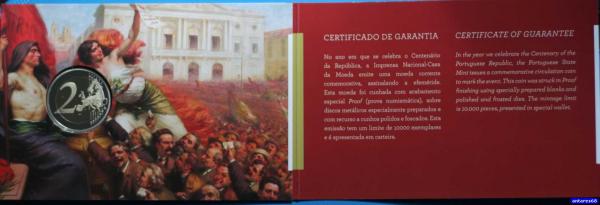 2
CERTIFICADO DE GARANTIA
No ano em que se celebra o Centenário
da República, a Imprensa Nacional-Casa
da Moeda emite uma moeda corrente
comemorativa, assinalando a efeméride.
Esta moeda foi cunhada com acabamento
especial Proof (prova numismática), sobre
discos metálicos especialmente preparados e
com recurso a cunhos polidos e foscados. Esta
emissão tem um limite de 10000 exemplares
e é apresentada em carteira.
CERTIFICATE OF GUARANTEE
In the year we celebrate the Centenary of the
Portuguese Republic, the Portuguese State
Mint issues a commemorative circulation coin
to mark the event. This coin was struck in Proof
finishing using specially prepared blanks and
polished and frosted dies. The mintage limit
is 10.000 pieces, presented in special wallet.
antares68